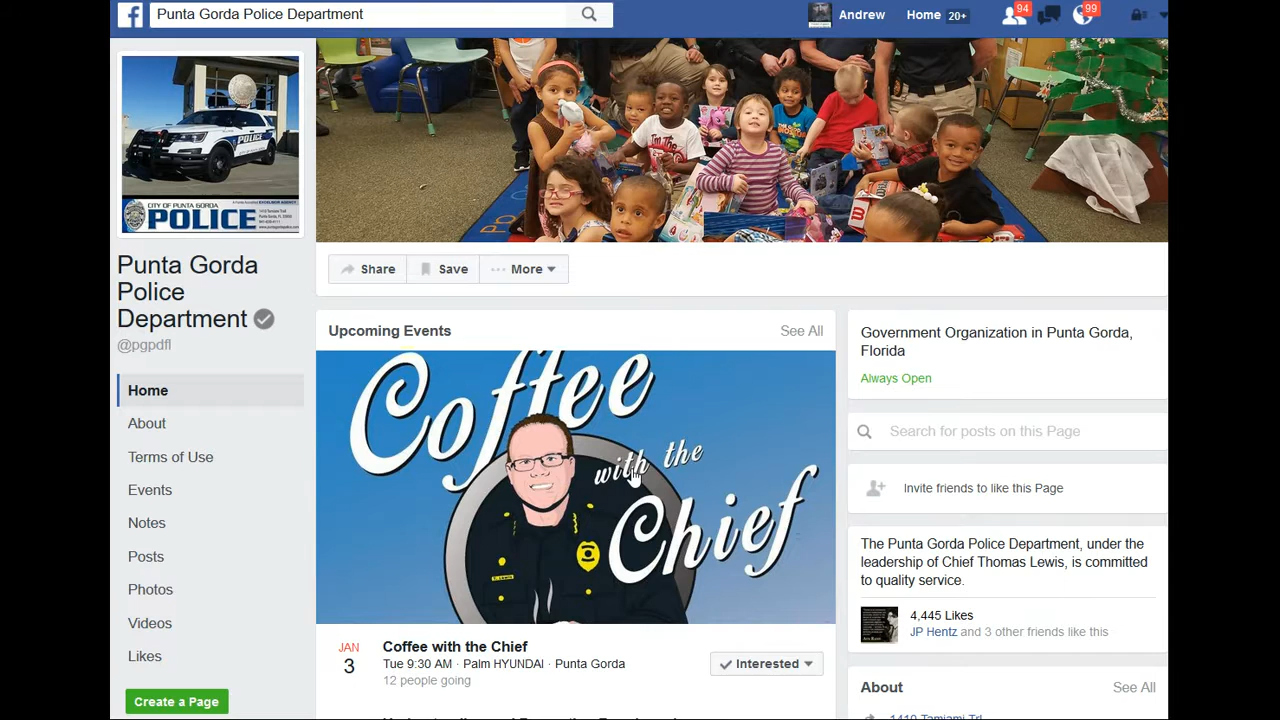 Punta Gorda Police Department
Andrew
Home 20+
94
99
POLICE
CITY OF PUNTA GORDA
POLICE
Punta Gorda
Police
Department
@pgpdfl
Share
Save
More
Home
About
Terms of Use
Events
Notes
Posts
Photos
Videos
Likes
Create a Page
Upcoming Events
See All
Coffee
with the
Chief
T. Lewis
JAN
3
Coffee with the Chief
Tue 9:30 AM · Palm HYUNDAI · Punta Gorda
12 people going
Interested
Government Organization in Punta Gorda,
Florida
Always Open
Search for posts on this Page
Invite friends to like this Page
The Punta Gorda Police Department, under the
leadership of Chief Thomas Lewis, is committed
to quality service.
4,445 Likes
JP Hentz and 3 other friends like this
About
See All
1410 Tamiami Trl